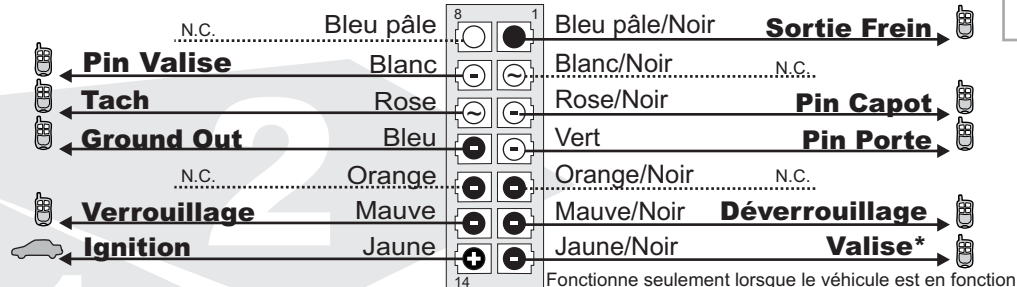 8 1
N.C. Bleu pâle Bleu pâle/Noir Sortie Frein
Pin Valise Blanc Blanc/Noir N.C.
Tach Rose Rose/Noir Pin Capot
Ground Out Bleu Vert Pin Porte
N.C. Orange Orange/Noir N.C.
Verrouillage Mauve Mauve/Noir Déverrouillage
Ignition Jaune Jaune/Noir Valise*
14 Fonctionne seulement lorsque le véhicule est en fonction
2